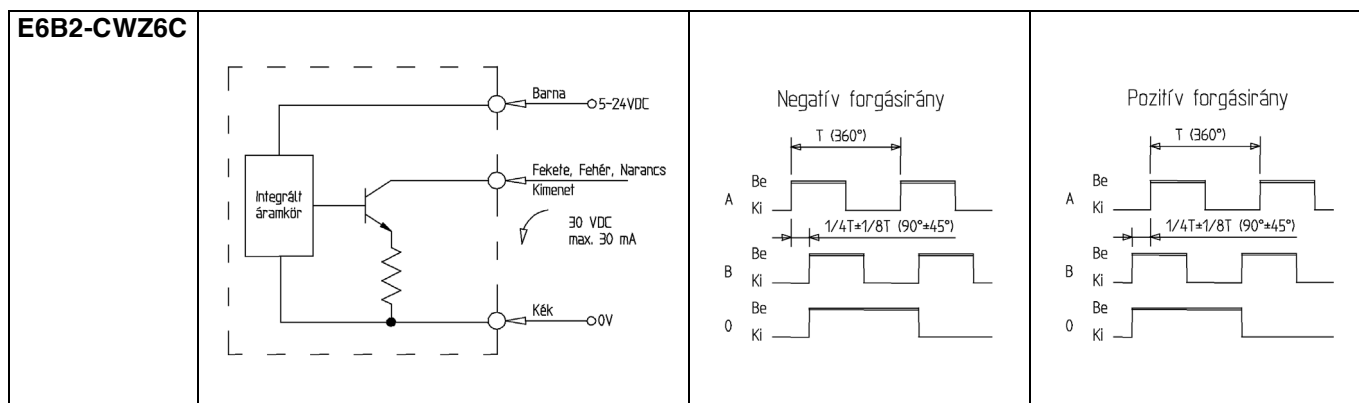 E6B2-CWZ6C
Barna
5-24VDC
Integrált
áramkör
Fekete, Fehér, Narancs
Kimenet
30 VDC
max. 30 mA
Kék
0V
Negatív forgásirány
T (360°)
A
Be
Ki
1/4T±1/8T (90°±45°)
B
Be
Ki
0
Be
Ki
Pozitív forgásirány
T (360°)
A
Be
Ki
1/4T±1/8T (90°±45°)
B
Be
Ki
0
Be
Ki